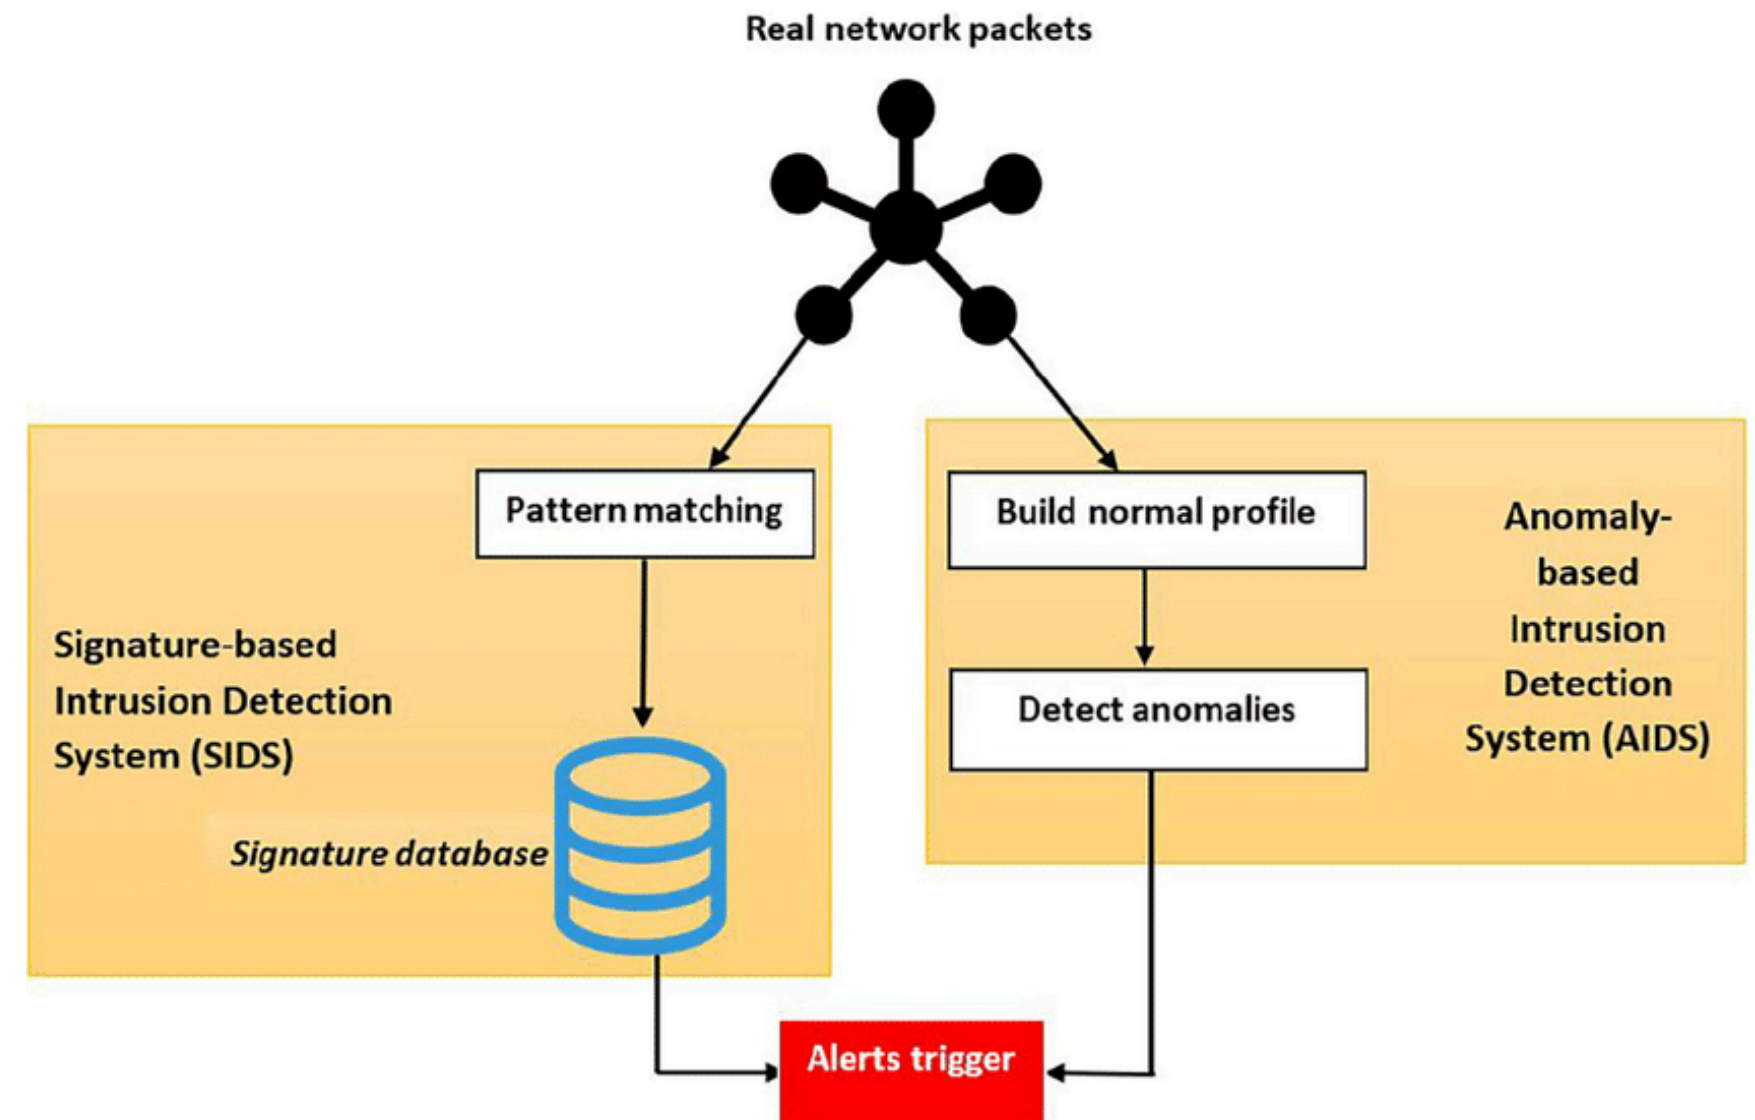 Real network packets
Pattern matching
Signature-based
Intrusion Detection
System (SIDS)
Signature database
Build normal profile
Detect anomalies
Anomaly-
based
Intrusion
Detection
System (AIDS)
Alerts trigger